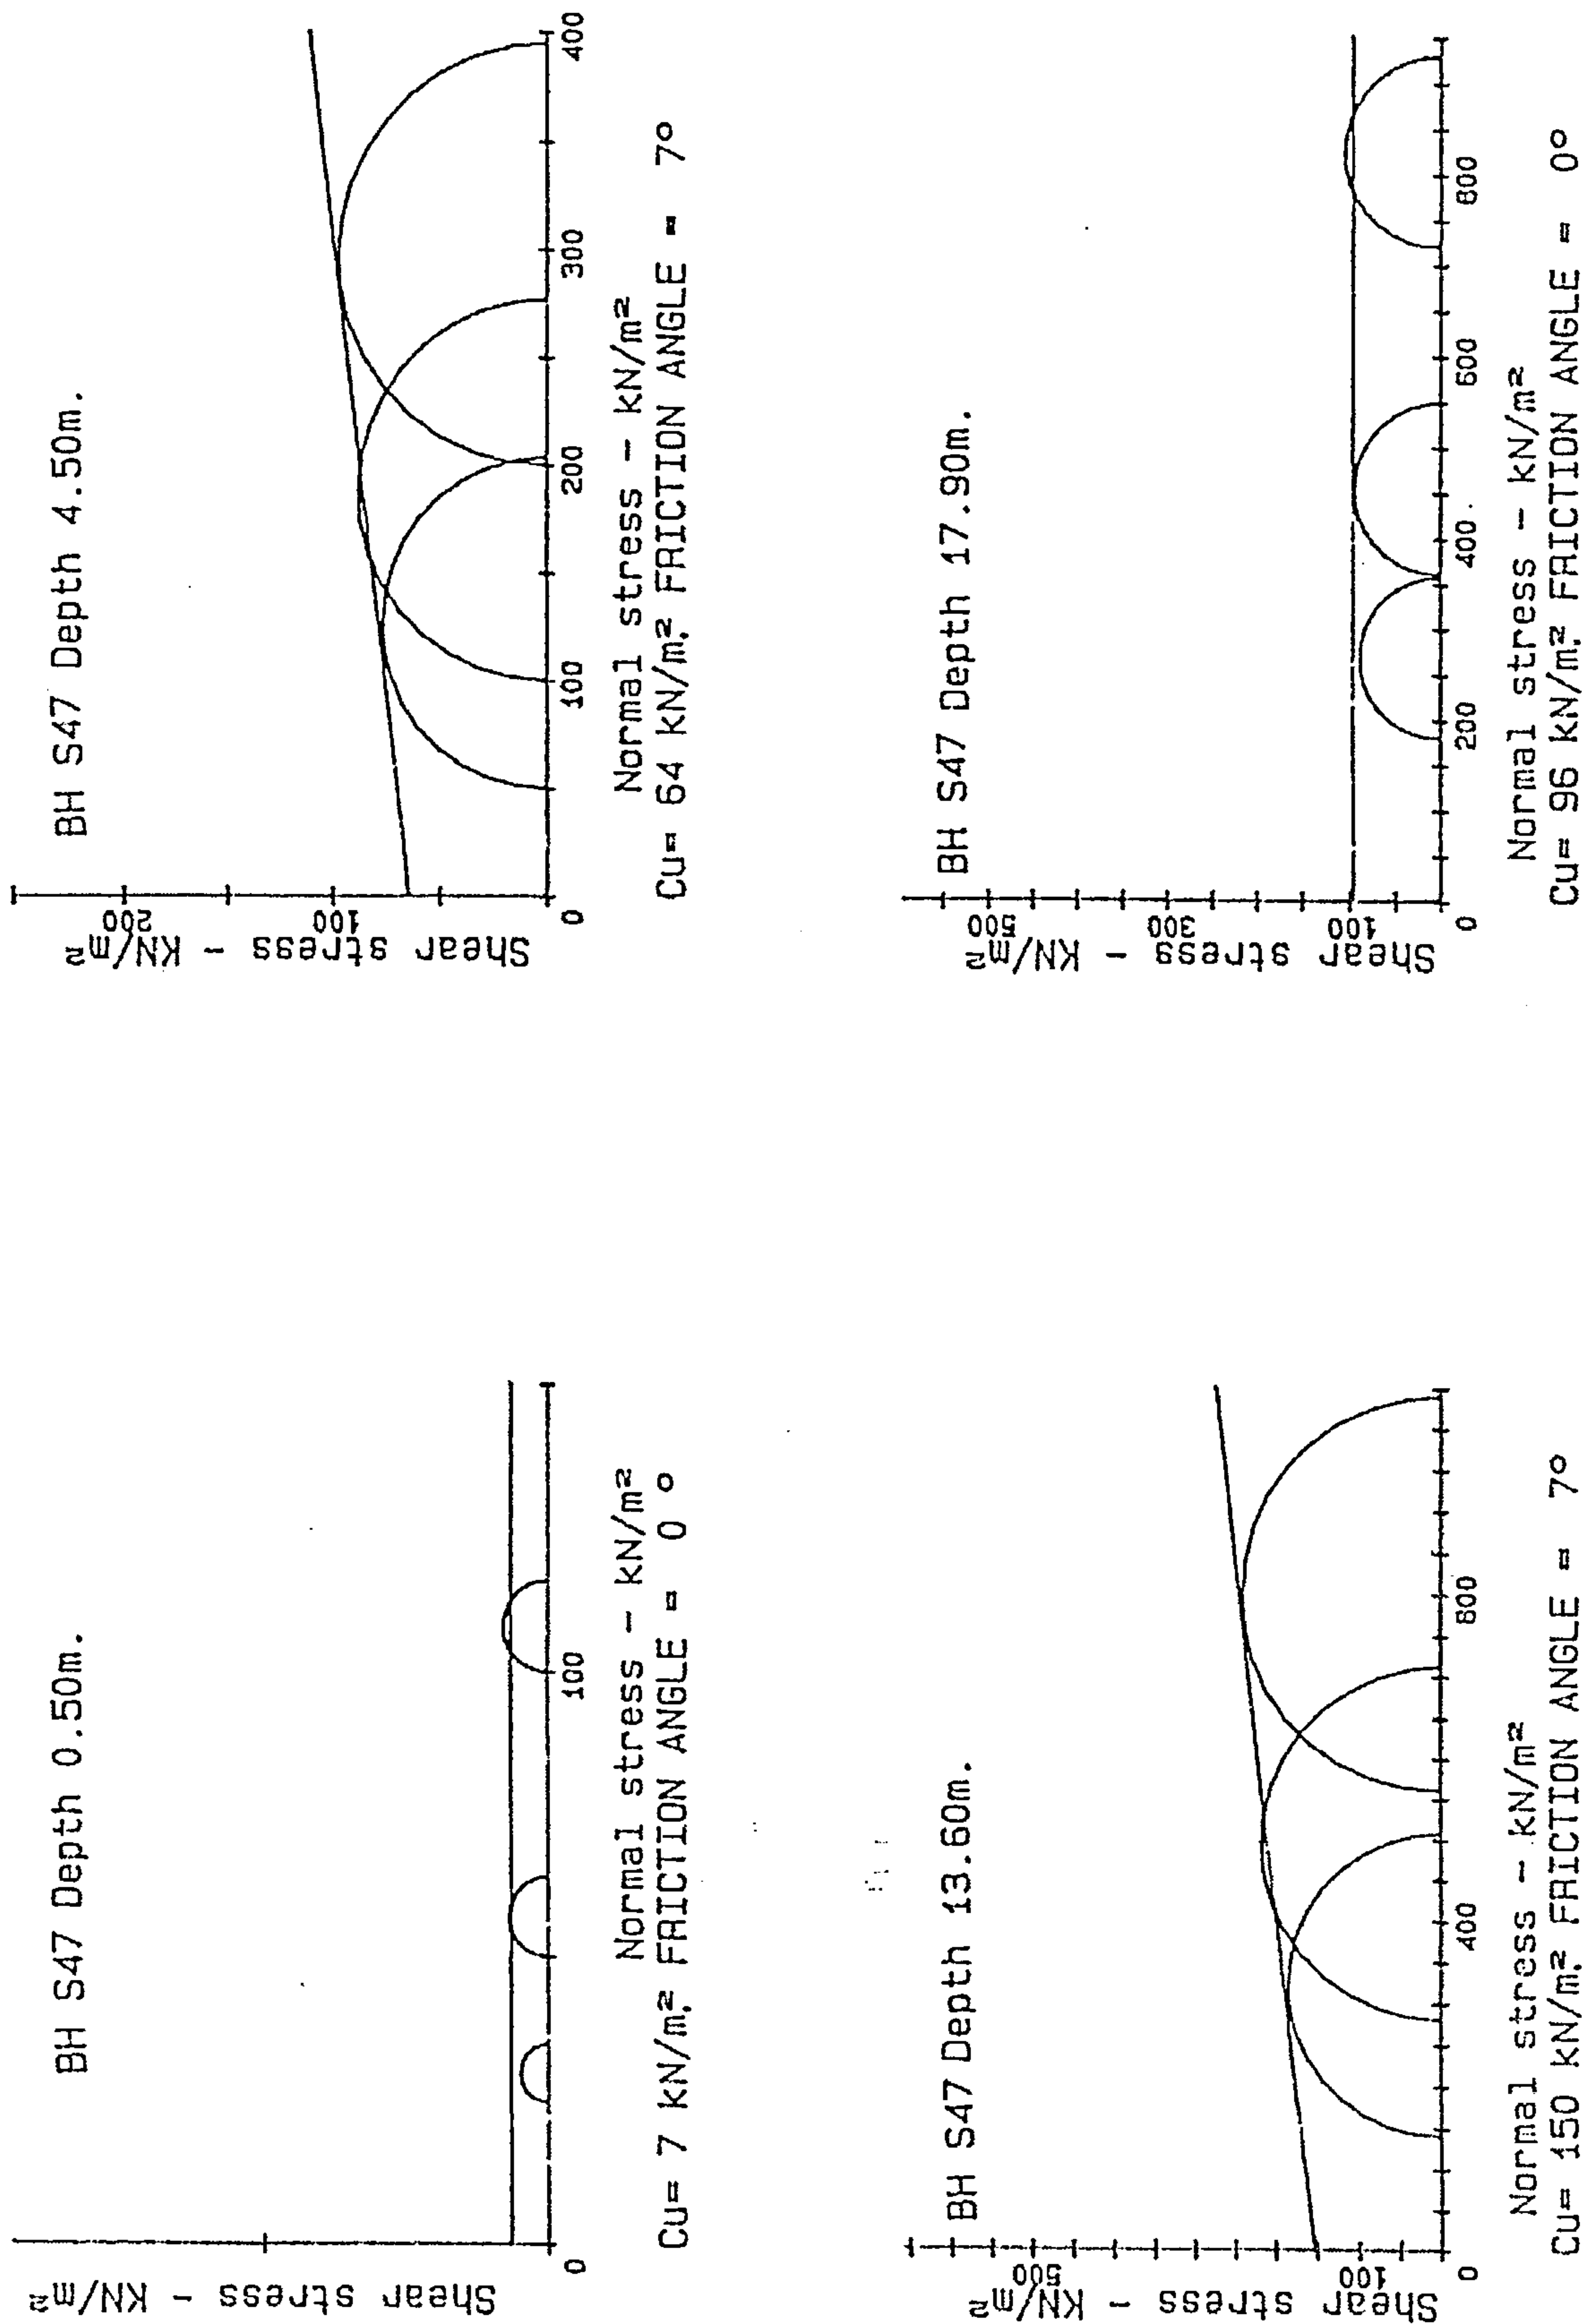 BH S47 Depth 0.50m.
Shear stress - KN/m²
0
100
Normal stress - kN/m²
Cu= 7 kN/m². FRICTION ANGLE = 0 °
BH S47 Depth 4.50m.
Shear stress - KN/m²
200
100
0
100
200
300
400
Normal stress - kN/m²
Cu= 64 kN/m². FRICTION ANGLE = 7°
BH S47 Depth 13.60m.
Shear stress - KN/m²
500
100
0
400
800
Normal stress - kN/m²
Cu= 150 kN/m². FRICTION ANGLE = 7°
BH S47 Depth 17.90m.
Shear stress - KN/m²
500
300
100
0
200
400
600
800
Normal stress - kN/m²
Cu= 96 kN/m². FRICTION ANGLE = 0°